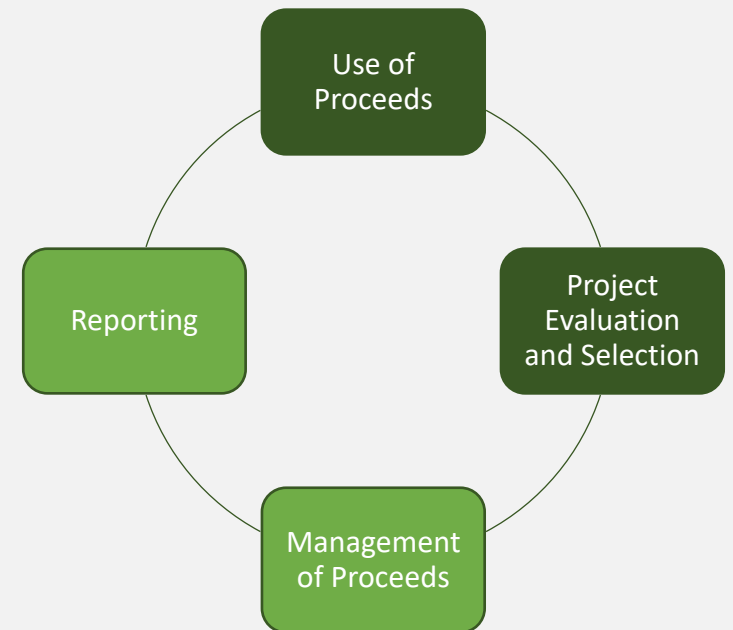 Use of
Proceeds
Project
Evaluation
and Selection
Management
of Proceeds
Reporting